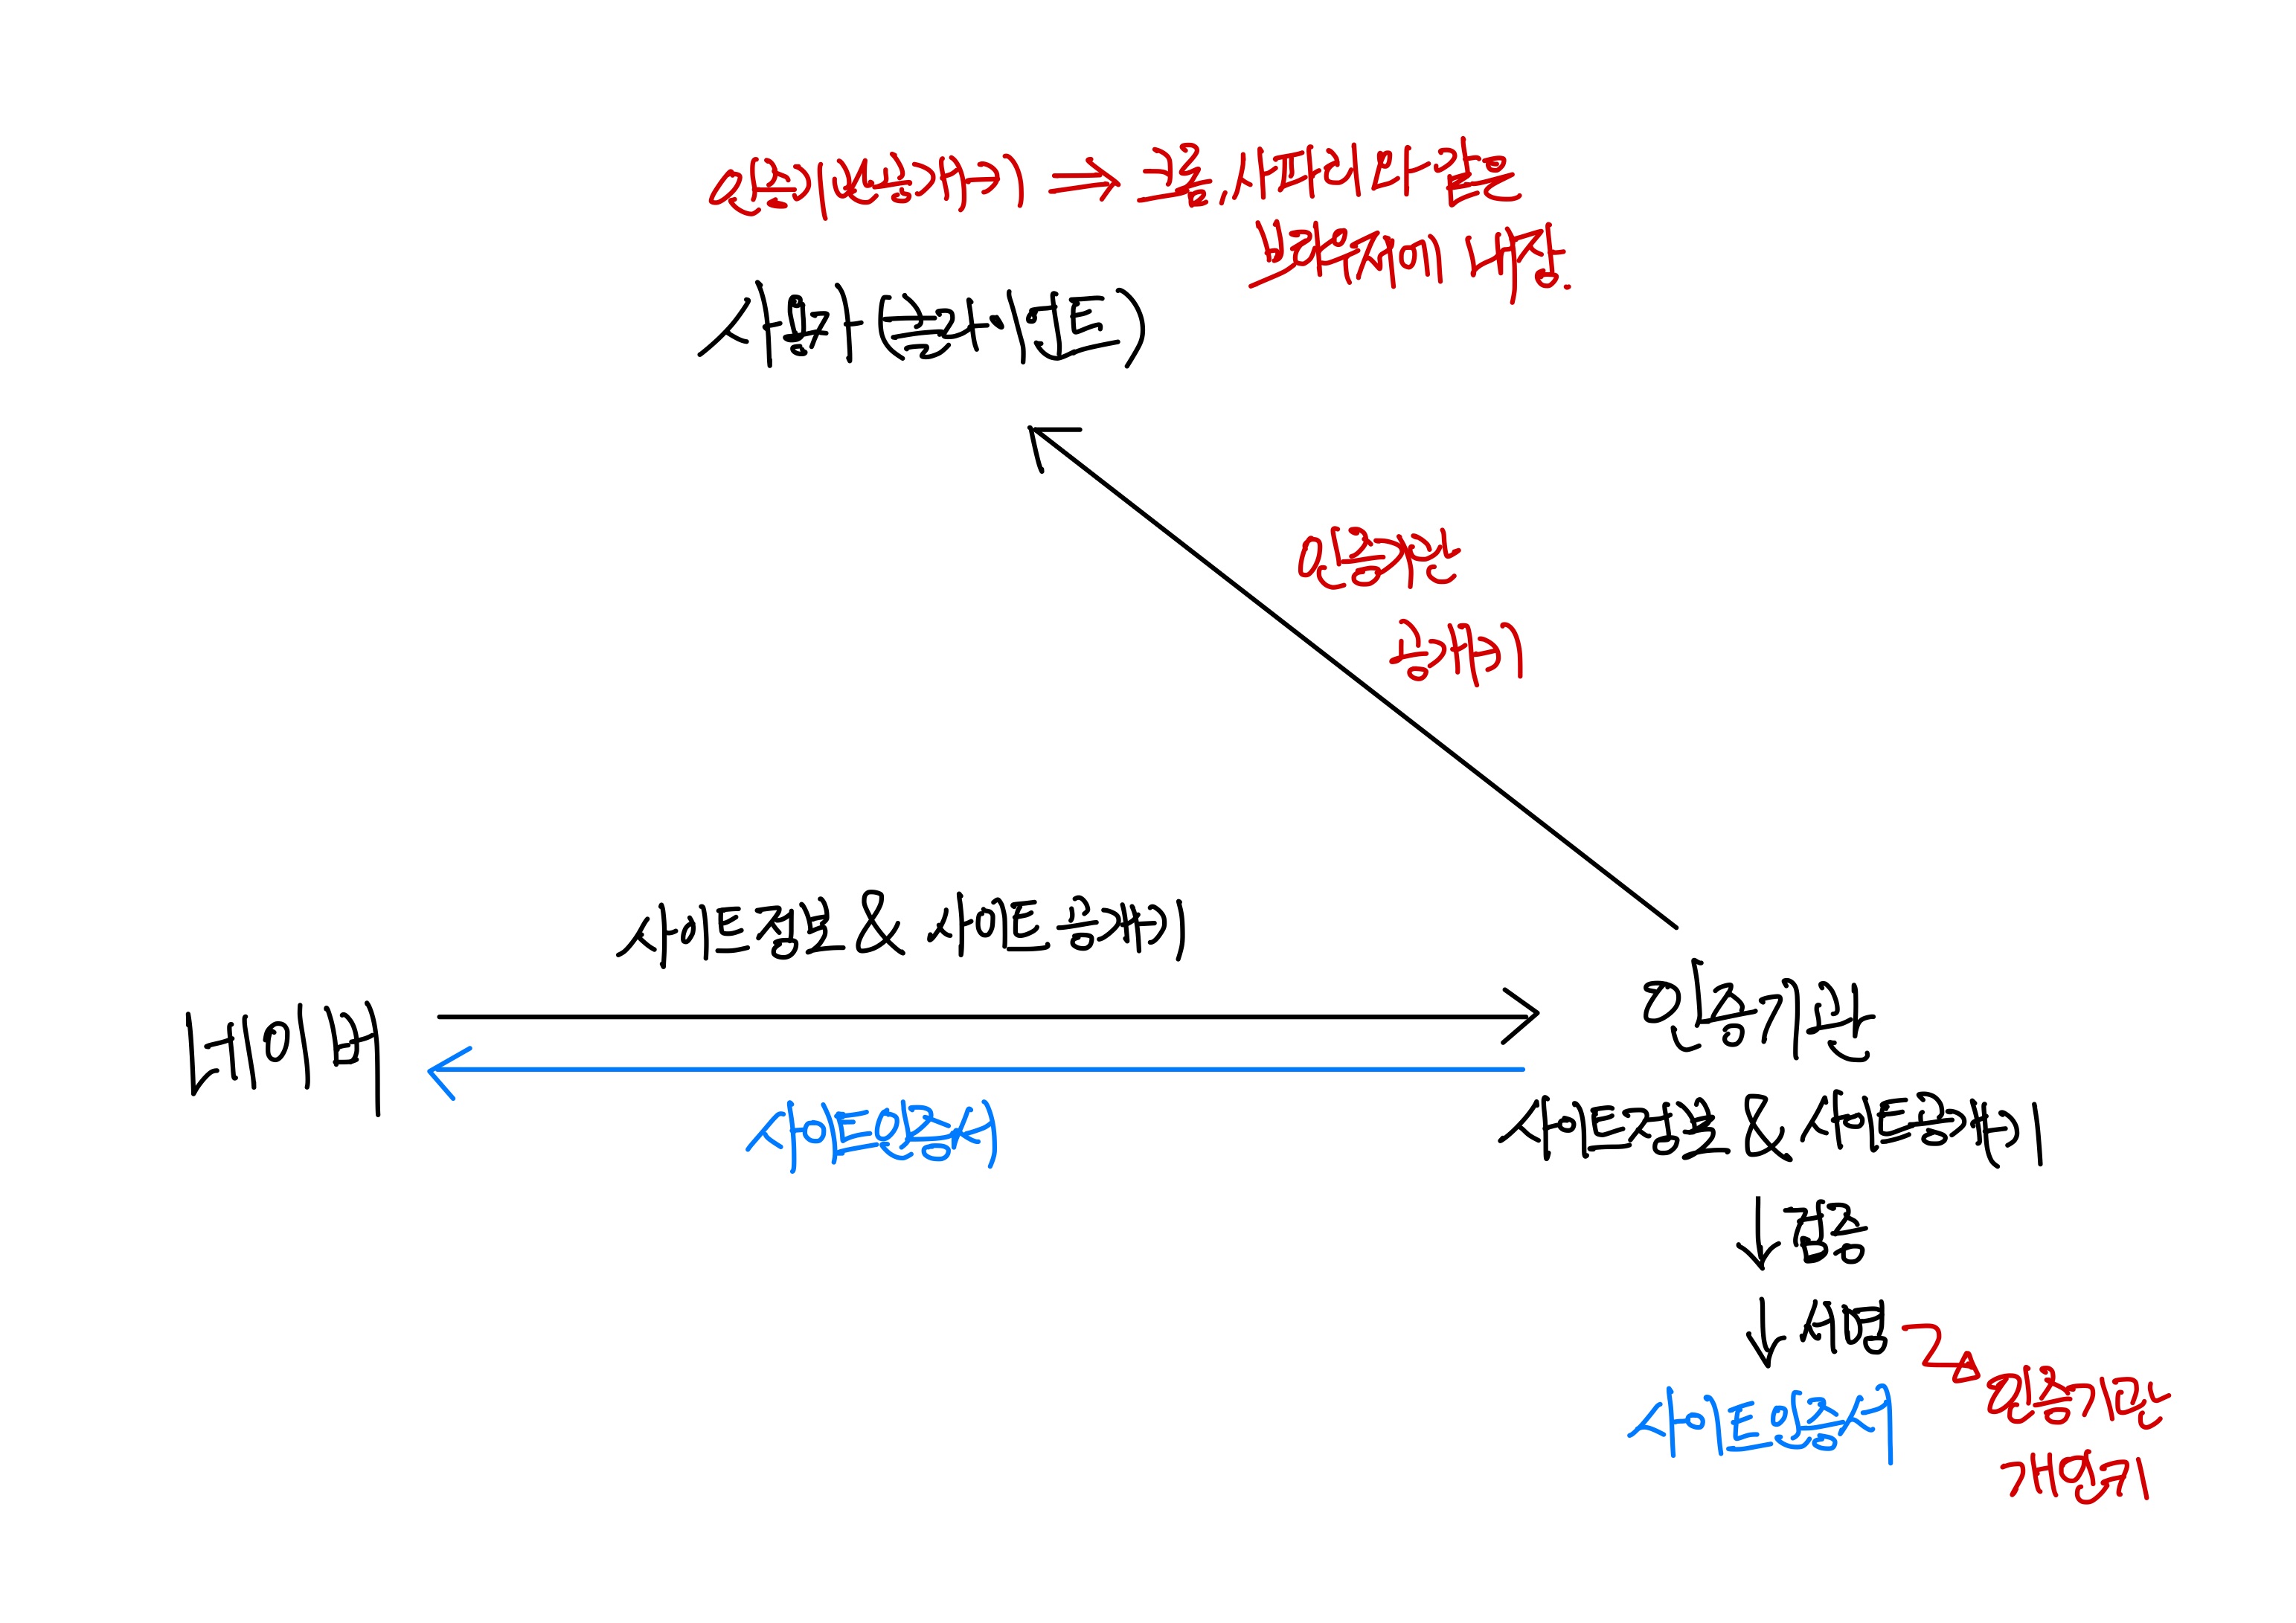 인증기관 공개키 → 크롬, 사파리 와 같은
브라우저에 내장.
사용자 (클라이언트)
인증기관
공개키
사이트 정보 & 사이트 공개키
네이버
인증기관
사이트 인증서
사이트 정보 & 사이트 공개키
↓ 검증
↓ 서명
인증기관
개인키
사이트 인증서